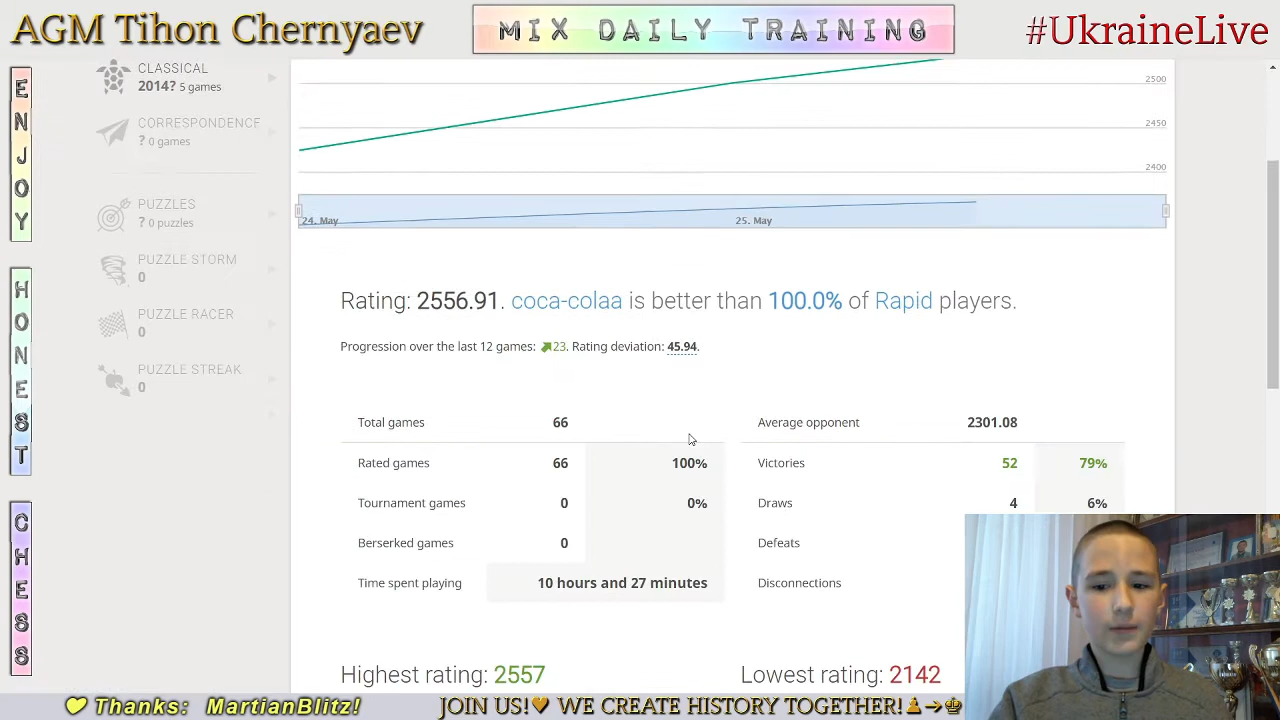 AGM Tihon Chernyaev
MIX DAILY TRAINING
#UkraineLive
ENJOY
HONEST
CHESS
CLASSICAL
2014? 5 games
CORRESPONDENCE
? 0 games
PUZZLES
? 0 puzzles
PUZZLE STORM
0
PUZZLE RACER
0
PUZZLE STREAK
0
2500
2450
2400
24. May
25. May
Rating: 2556.91. coca-colaa is better than 100.0% of Rapid players.
Progression over the last 12 games: 23. Rating deviation: 45.94.
Total games 66
Rated games 66 100%
Tournament games 0 0%
Berserked games 0
Time spent playing 10 hours and 27 minutes
Average opponent 2301.08
Victories 52 79%
Draws 4 6%
Defeats
Disconnections
Highest rating: 2557
Lowest rating: 2142
Thanks: MartianBlitz!
JOIN US! WE CREATE HISTORY TOGETHER!